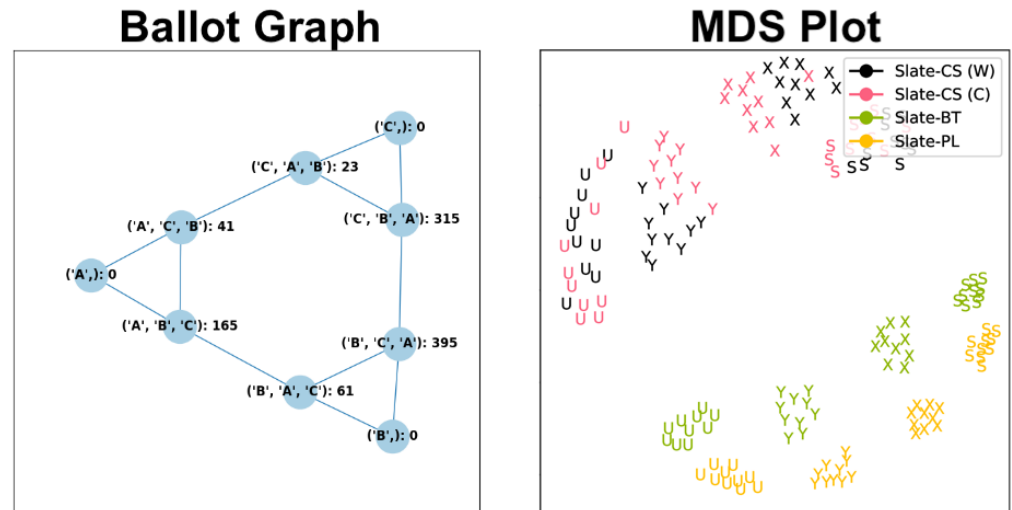 Ballot Graph
MDS Plot
('C',): 0
('C', 'A', 'B'): 23
('C', 'B', 'A'): 315
('A', 'C', 'B'): 41
('A',): 0
('A', 'B', 'C'): 165
('B', 'C', 'A'): 395
('B', 'A', 'C'): 61
('B',): 0
Slate-CS (W)
Slate-CS (C)
Slate-BT
Slate-PL